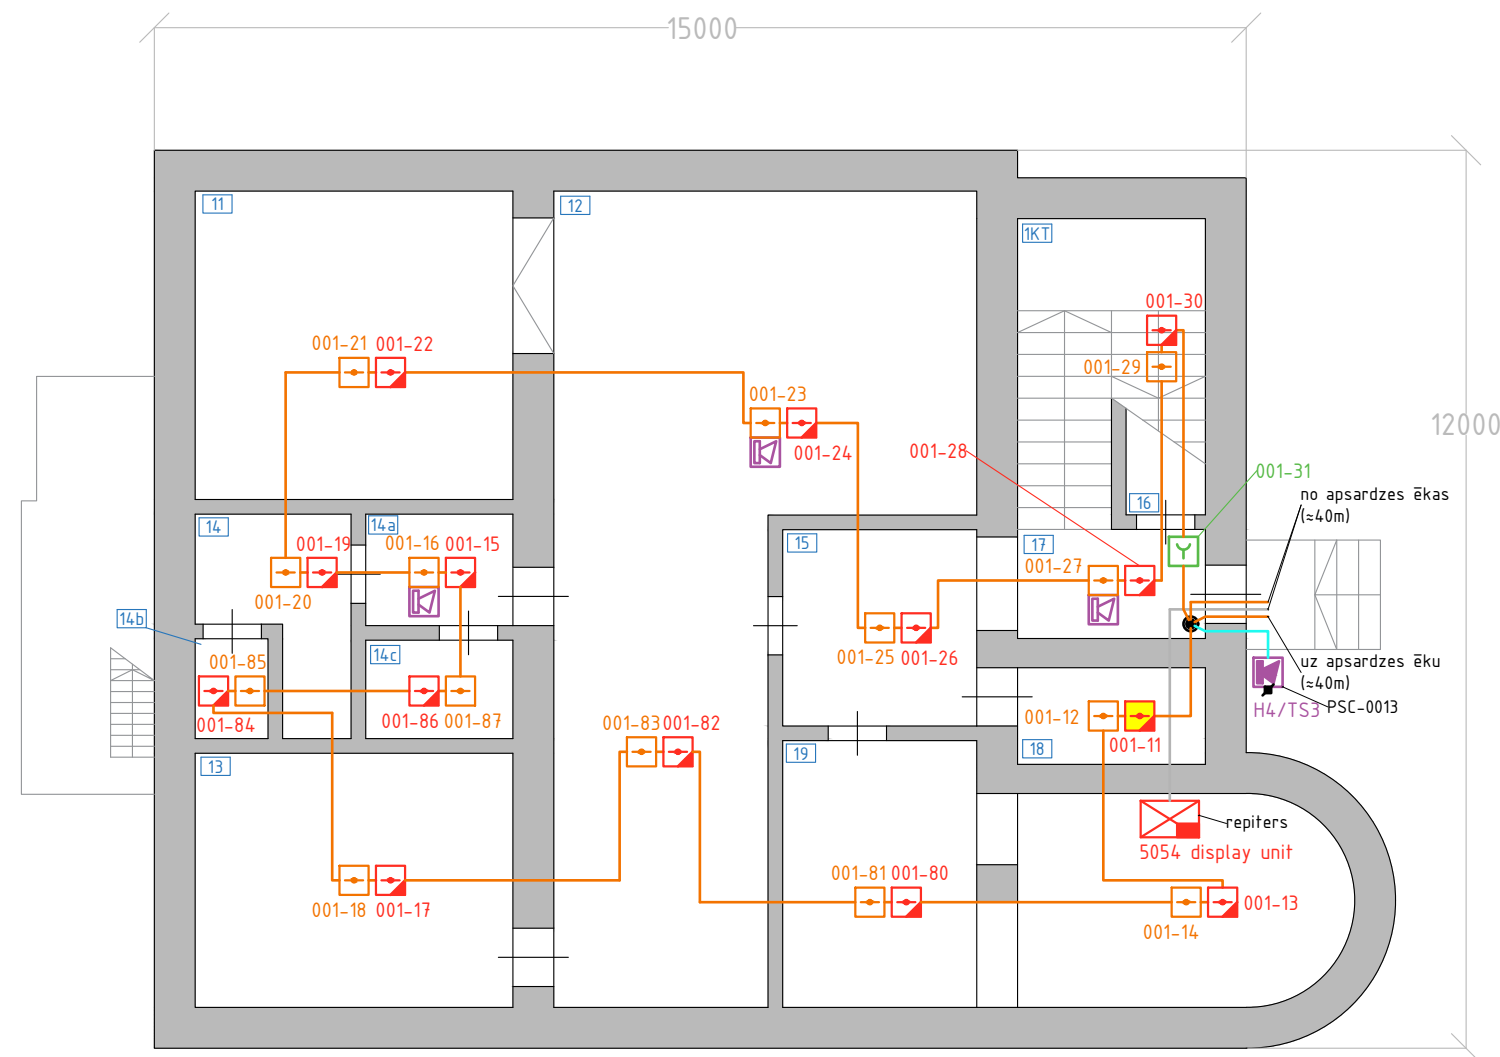 15000
12000
11
12
1KT
001-30
001-21 001-22
001-29
001-23
001-24
001-28
001-31
no apsardzes ēkas
(≈40m)
16
14
14a
15
17
001-19
001-16 001-15
001-27
001-20
14b
14c
001-85
001-25
001-26
uz apsardzes ēku
(≈40m)
001-84
001-86 001-87
001-83 001-82
001-12
001-11
H4/TS3
PSC-0013
13
19
18
repiters
5054 display unit
001-81 001-80
001-18 001-17
001-13
001-14